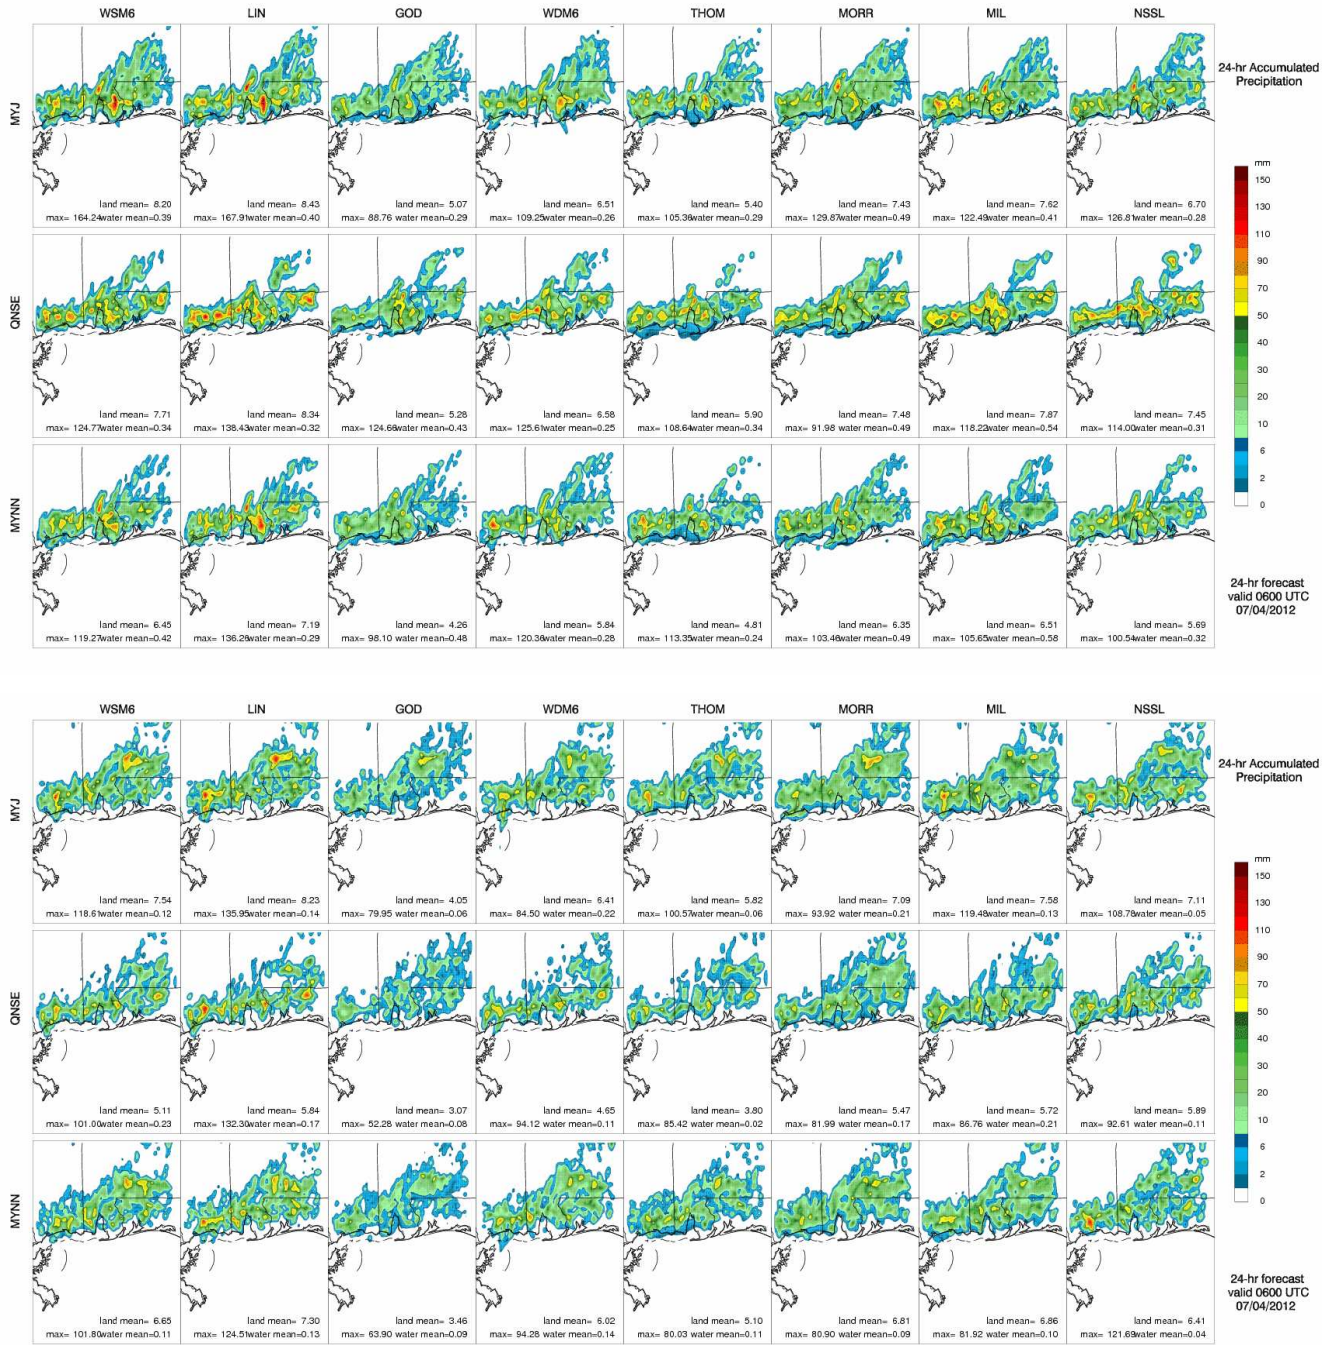 WSM6 LIN GOD WDM6 THOM MORR MIL NSSL
24-hr Accumulated
Precipitation
MYJ
land mean= 8.20 land mean= 8.43 land mean= 5.07 land mean= 6.51 land mean= 5.40 land mean= 7.43 land mean= 7.62 land mean= 6.70
max= 164.24 water mean=0.39 max= 167.91 water mean=0.40 max= 88.76 water mean=0.29 max= 109.25 water mean=0.26 max= 105.36 water mean=0.29 max= 129.87 water mean=0.49 max= 122.49 water mean=0.41 max= 126.81 water mean=0.28
mm
150
130
110
90
70
50
40
30
20
10
6
2
0
QNSE
land mean= 7.71 land mean= 8.34 land mean= 5.28 land mean= 6.58 land mean= 5.90 land mean= 7.48 land mean= 7.87 land mean= 7.45
max= 124.77 water mean=0.34 max= 138.43 water mean=0.32 max= 124.66 water mean=0.43 max= 125.61 water mean=0.25 max= 108.64 water mean=0.34 max= 91.98 water mean=0.49 max= 118.22 water mean=0.54 max= 114.00 water mean=0.31
MYNN
land mean= 6.45 land mean= 7.19 land mean= 4.26 land mean= 5.84 land mean= 4.81 land mean= 6.35 land mean= 6.51 land mean= 5.69
max= 119.27 water mean=0.42 max= 136.26 water mean=0.29 max= 98.10 water mean=0.48 max= 120.36 water mean=0.28 max= 113.35 water mean=0.24 max= 103.46 water mean=0.49 max= 105.65 water mean=0.58 max= 100.54 water mean=0.32
24-hr forecast
valid 0600 UTC
07/04/2012
WSM6 LIN GOD WDM6 THOM MORR MIL NSSL
24-hr Accumulated
Precipitation
MYJ
land mean= 7.54 land mean= 8.23 land mean= 4.05 land mean= 6.41 land mean= 5.82 land mean= 7.09 land mean= 7.58 land mean= 7.11
max= 118.61 water mean=0.12 max= 135.95 water mean=0.14 max= 79.95 water mean=0.06 max= 84.50 water mean=0.22 max= 100.57 water mean=0.06 max= 93.92 water mean=0.21 max= 119.48 water mean=0.13 max= 108.78 water mean=0.05
mm
150
130
110
90
70
50
40
30
20
10
6
2
0
QNSE
land mean= 5.11 land mean= 5.84 land mean= 3.07 land mean= 4.65 land mean= 3.80 land mean= 5.47 land mean= 5.72 land mean= 5.89
max= 101.00 water mean=0.23 max= 132.30 water mean=0.17 max= 52.28 water mean=0.08 max= 94.12 water mean=0.11 max= 85.42 water mean=0.02 max= 81.99 water mean=0.17 max= 86.76 water mean=0.21 max= 92.61 water mean=0.11
MYNN
land mean= 6.65 land mean= 7.30 land mean= 3.46 land mean= 6.02 land mean= 5.10 land mean= 6.81 land mean= 6.86 land mean= 6.41
max= 101.80 water mean=0.11 max= 124.51 water mean=0.13 max= 63.90 water mean=0.09 max= 94.28 water mean=0.14 max= 80.03 water mean=0.11 max= 80.90 water mean=0.09 max= 81.92 water mean=0.10 max= 121.69 water mean=0.04
24-hr forecast
valid 0600 UTC
07/04/2012